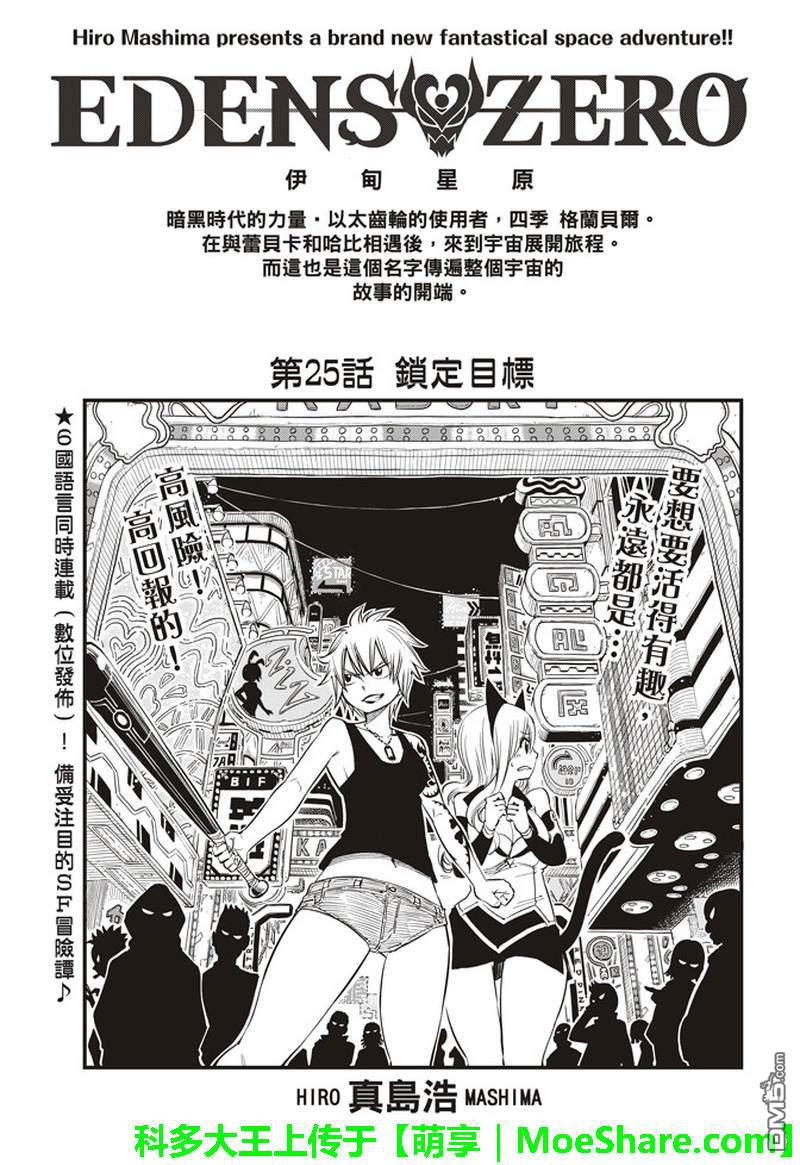 Hiro Mashima presents a brand new fantastical space adventure!!
EDENS ZERO
伊甸星原
暗黑時代的力量・以太齒輪的使用者，四季 格蘭貝爾。
在與蕾貝卡和哈比相遇後，來到宇宙展開旅程。
而這也是這個名字傳遍整個宇宙的
故事的開端。
第25話 鎖定目標
★6國語言同時連載（數位發佈）！ 備受注目的SF冒險譚♪
要想要活得有趣，
永遠都是…
高風險！
高回報的！
STAR
BIF
KA
HIRO 真島浩 MASHIMA
科多大王上传于【萌享 | MoeShare.com】
DM5.com